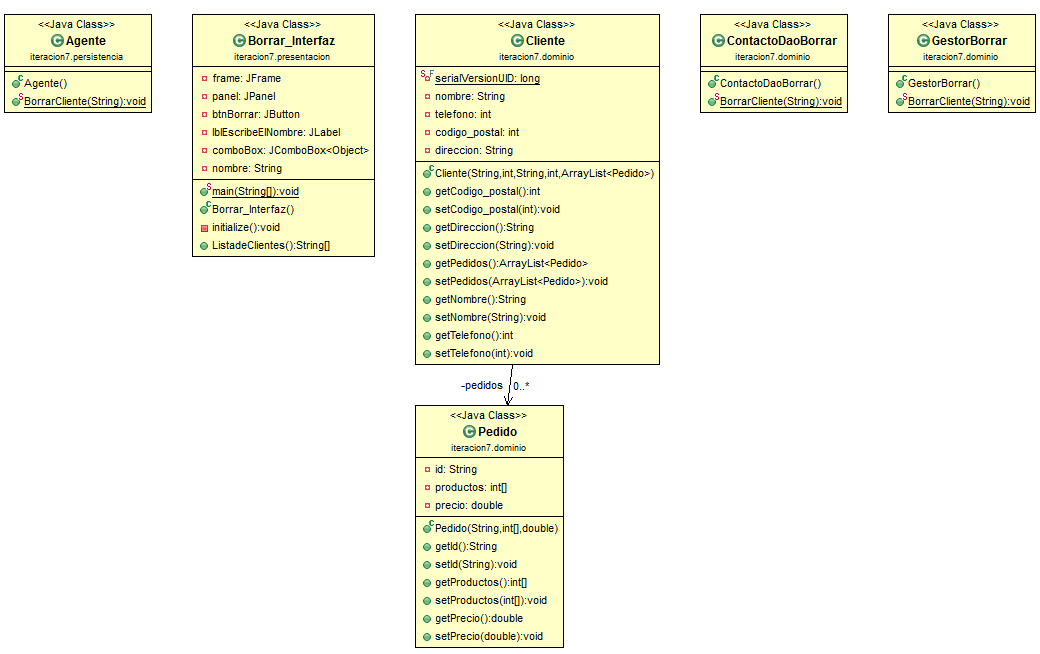 <<Java Class>>
Agente
iteracion7.persistencia
Agente()
BorrarCliente(String):void
<<Java Class>>
Borrar_Interfaz
iteracion7.presentacion
frame: JFrame
panel: JPanel
btnBorrar: JButton
lblEscribeElNombre: JLabel
comboBox: JComboBox<Object>
nombre: String
main(String[]):void
Borrar_Interfaz()
initialize():void
ListadeClientes():String[]
<<Java Class>>
Cliente
iteracion7.dominio
serialVersionUID: long
nombre: String
telefono: int
codigo_postal: int
direccion: String
Cliente(String,int,String,int,ArrayList<Pedido>)
getCodigo_postal():int
setCodigo_postal(int):void
getDireccion():String
setDireccion(String):void
getPedidos():ArrayList<Pedido>
setPedidos(ArrayList<Pedido>):void
getNombre():String
setNombre(String):void
getTelefono():int
setTelefono(int):void
<<Java Class>>
ContactoDaoBorrar
iteracion7.dominio
ContactoDaoBorrar()
BorrarCliente(String):void
<<Java Class>>
GestorBorrar
iteracion7.dominio
GestorBorrar()
BorrarCliente(String):void
-pedidos 0..*
<<Java Class>>
Pedido
iteracion7.dominio
id: String
productos: int[]
precio: double
Pedido(String,int[],double)
getId():String
setId(String):void
getProductos():int[]
setProductos(int[]):void
getPrecio():double
setPrecio(double):void